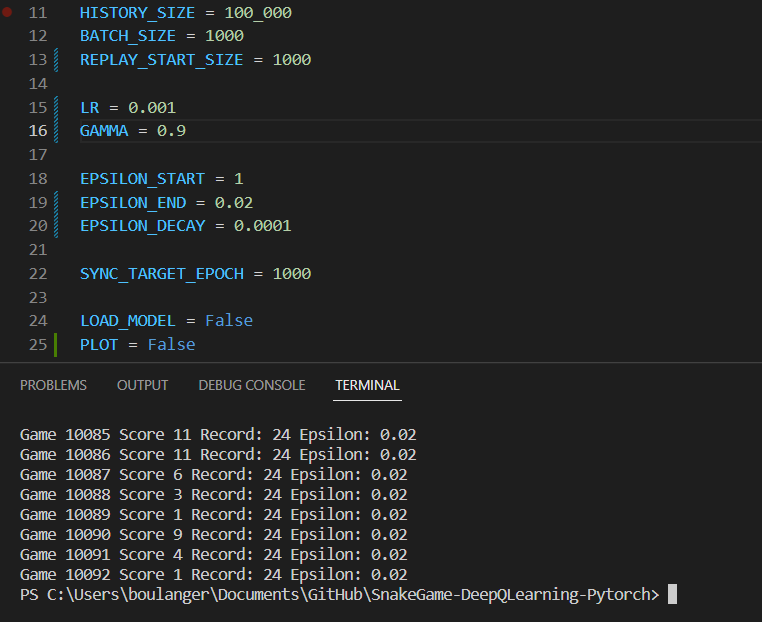 11 HISTORY_SIZE = 100_000
12 BATCH_SIZE = 1000
13 REPLAY_START_SIZE = 1000
14
15 LR = 0.001
16 GAMMA = 0.9
17
18 EPSILON_START = 1
19 EPSILON_END = 0.02
20 EPSILON_DECAY = 0.0001
21
22 SYNC_TARGET_EPOCH = 1000
23
24 LOAD_MODEL = False
25 PLOT = False
PROBLEMS OUTPUT DEBUG CONSOLE TERMINAL
Game 10085 Score 11 Record: 24 Epsilon: 0.02
Game 10086 Score 11 Record: 24 Epsilon: 0.02
Game 10087 Score 6 Record: 24 Epsilon: 0.02
Game 10088 Score 3 Record: 24 Epsilon: 0.02
Game 10089 Score 1 Record: 24 Epsilon: 0.02
Game 10090 Score 9 Record: 24 Epsilon: 0.02
Game 10091 Score 4 Record: 24 Epsilon: 0.02
Game 10092 Score 1 Record: 24 Epsilon: 0.02
PS C:\Users\boulanger\Documents\GitHub\SnakeGame-DeepQLearning-Pytorch>